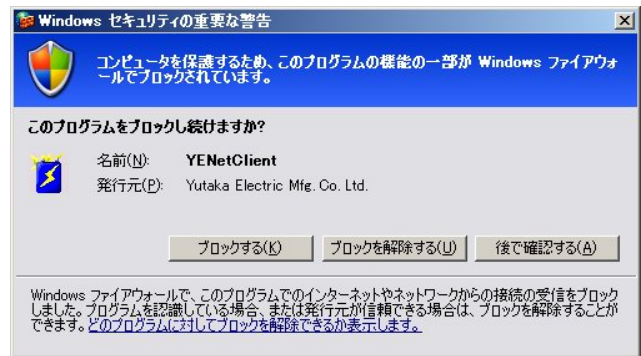 Windows セキュリティの重要な警告
コンピュータを保護するため、このプログラムの機能の一部が Windows ファイアウォ
ールでブロックされています。
このプログラムをブロックし続けますか?
名前(N): YENetClient
発行元(P): Yutaka Electric Mfg. Co. Ltd.
ブロックする(K) ブロックを解除する(U) 後で確認する(A)
Windows ファイアウォールで、このプログラムでのインターネットやネットワークからの接続の受信をブロック
しました。プログラムを認識している場合、または発行元が信頼できる場合は、ブロックを解除することが
できます。どのプログラムに対してブロックを解除できるか表示します。